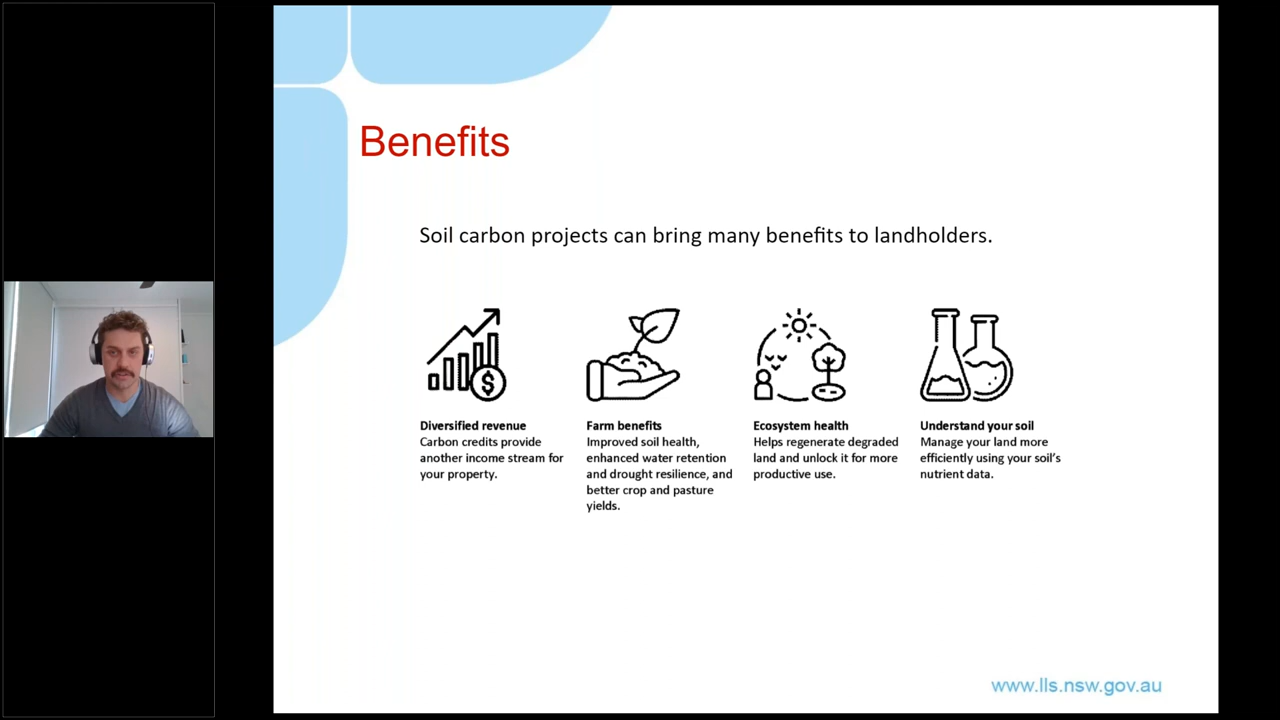 Benefits
Soil carbon projects can bring many benefits to landholders.
Diversified revenue
Carbon credits provide
another income stream for
your property.
Farm benefits
Improved soil health,
enhanced water retention
and drought resilience, and
better crop and pasture
yields.
Ecosystem health
Helps regenerate degraded
land and unlock it for more
productive use.
Understand your soil
Manage your land more
efficiently using your soil's
nutrient data.
www.lls.nsw.gov.au